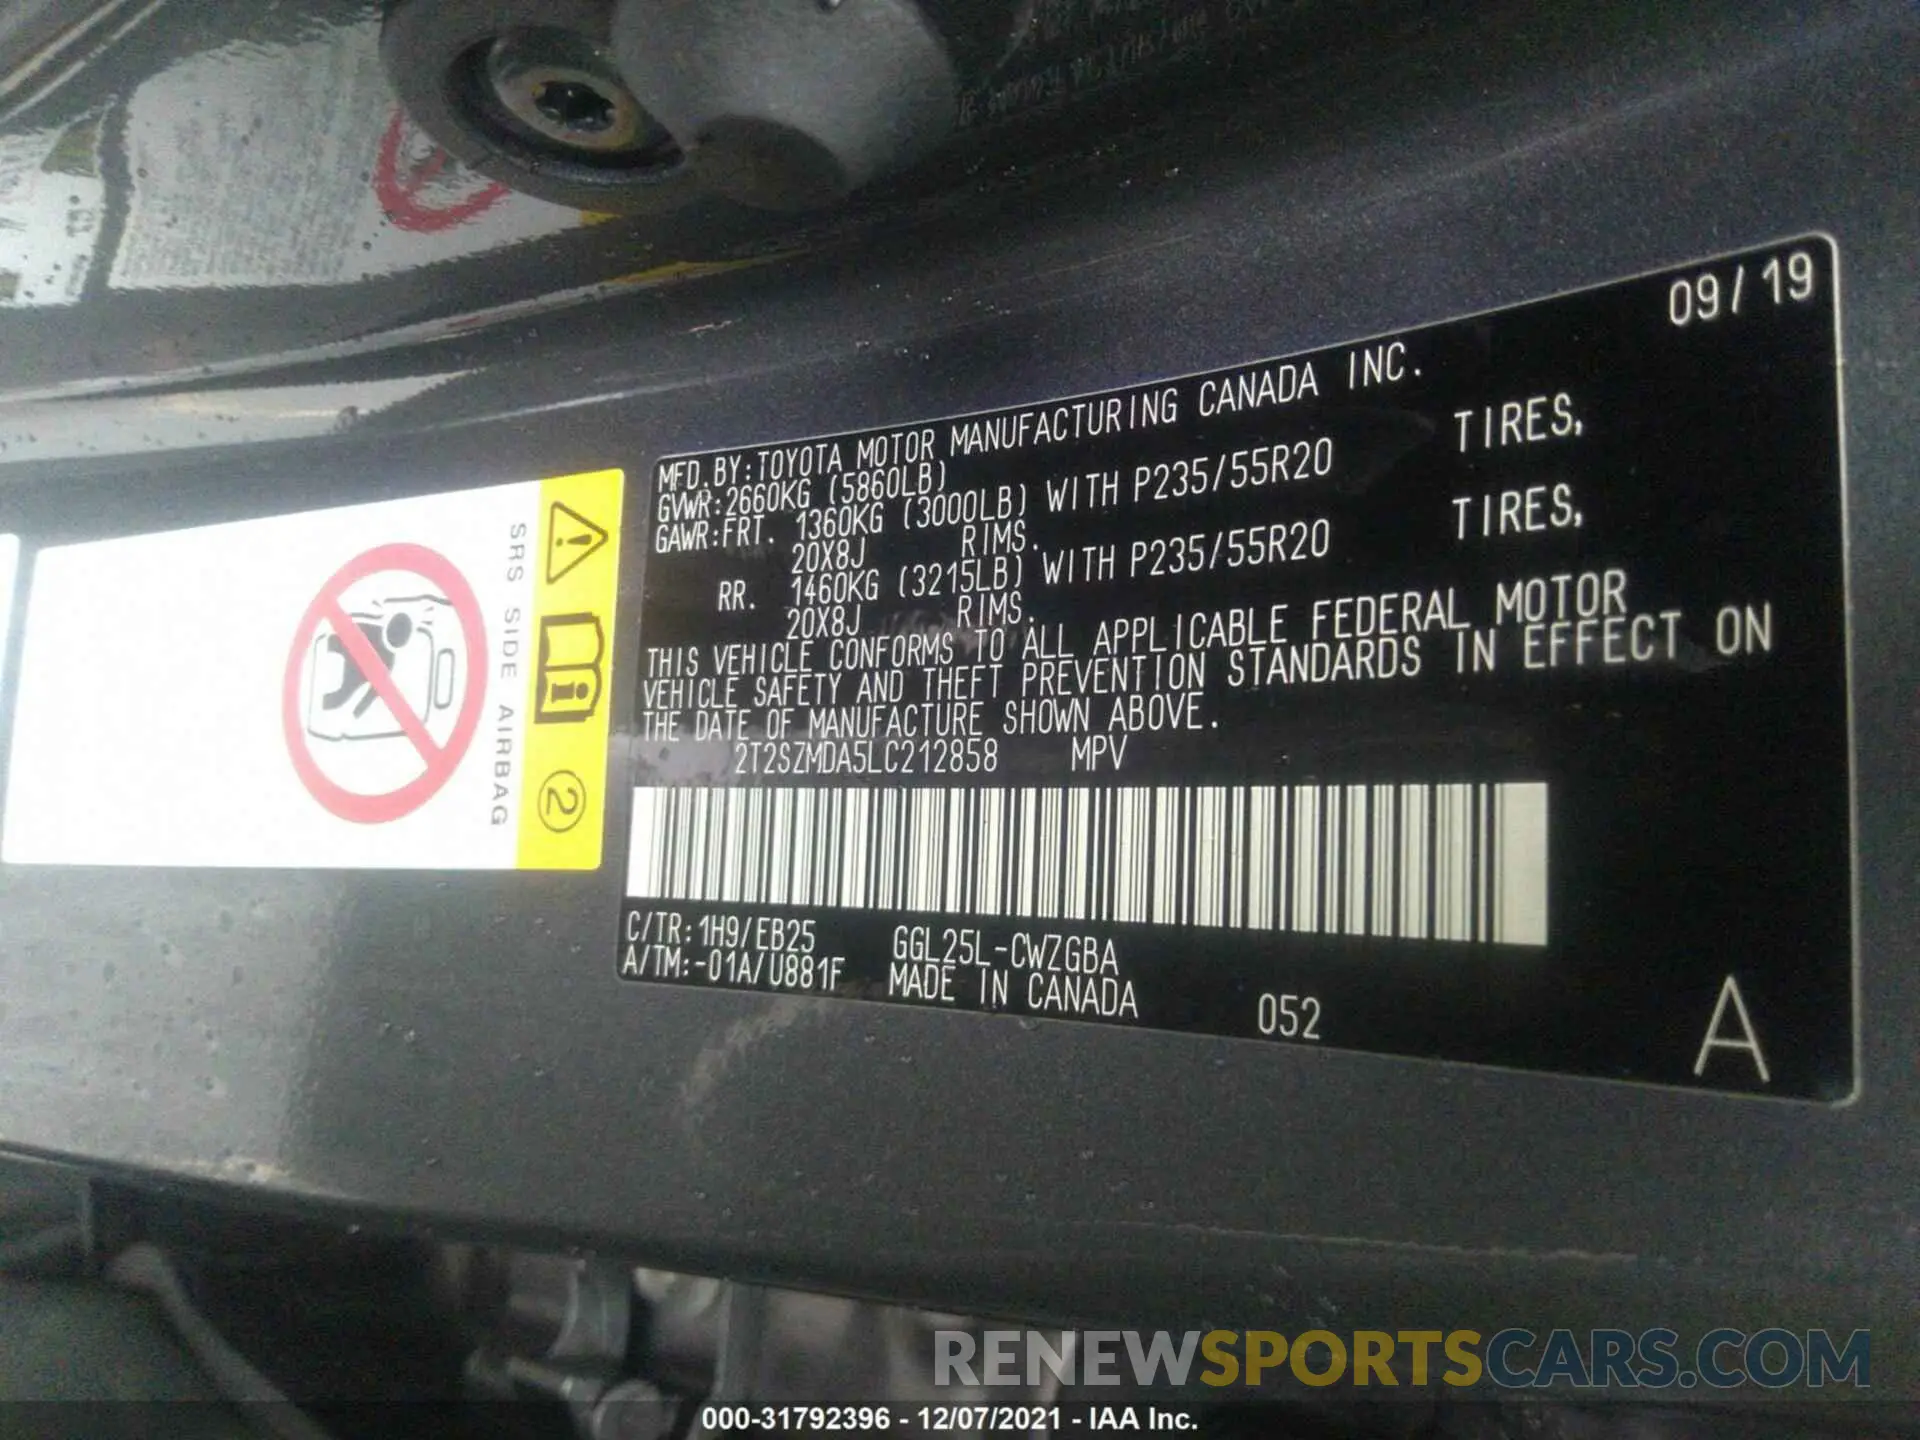 09/19
MFD.BY:TOYOTA MOTOR MANUFACTURING CANADA INC.
GVWR:2660KG (5860LB)
GAWR:FRT. 1360KG (3000LB) WITH P235/55R20 TIRES,
20X8J RIMS.
RR. 1460KG (3215LB) WITH P235/55R20 TIRES,
20X8J RIMS.
THIS VEHICLE CONFORMS TO ALL APPLICABLE FEDERAL MOTOR
VEHICLE SAFETY AND THEFT PREVENTION STANDARDS IN EFFECT ON
THE DATE OF MANUFACTURE SHOWN ABOVE.
2T2SZMDA5LC212858 MPV
C/TR:1H9/EB25 GGL25L-CWZGBA
A/TM:-01A/U881F MADE IN CANADA
052
A
SRS SIDE AIRBAG
2
RENEWSPORTSCARS.COM
000-31792396 - 12/07/2021 - IAA Inc.